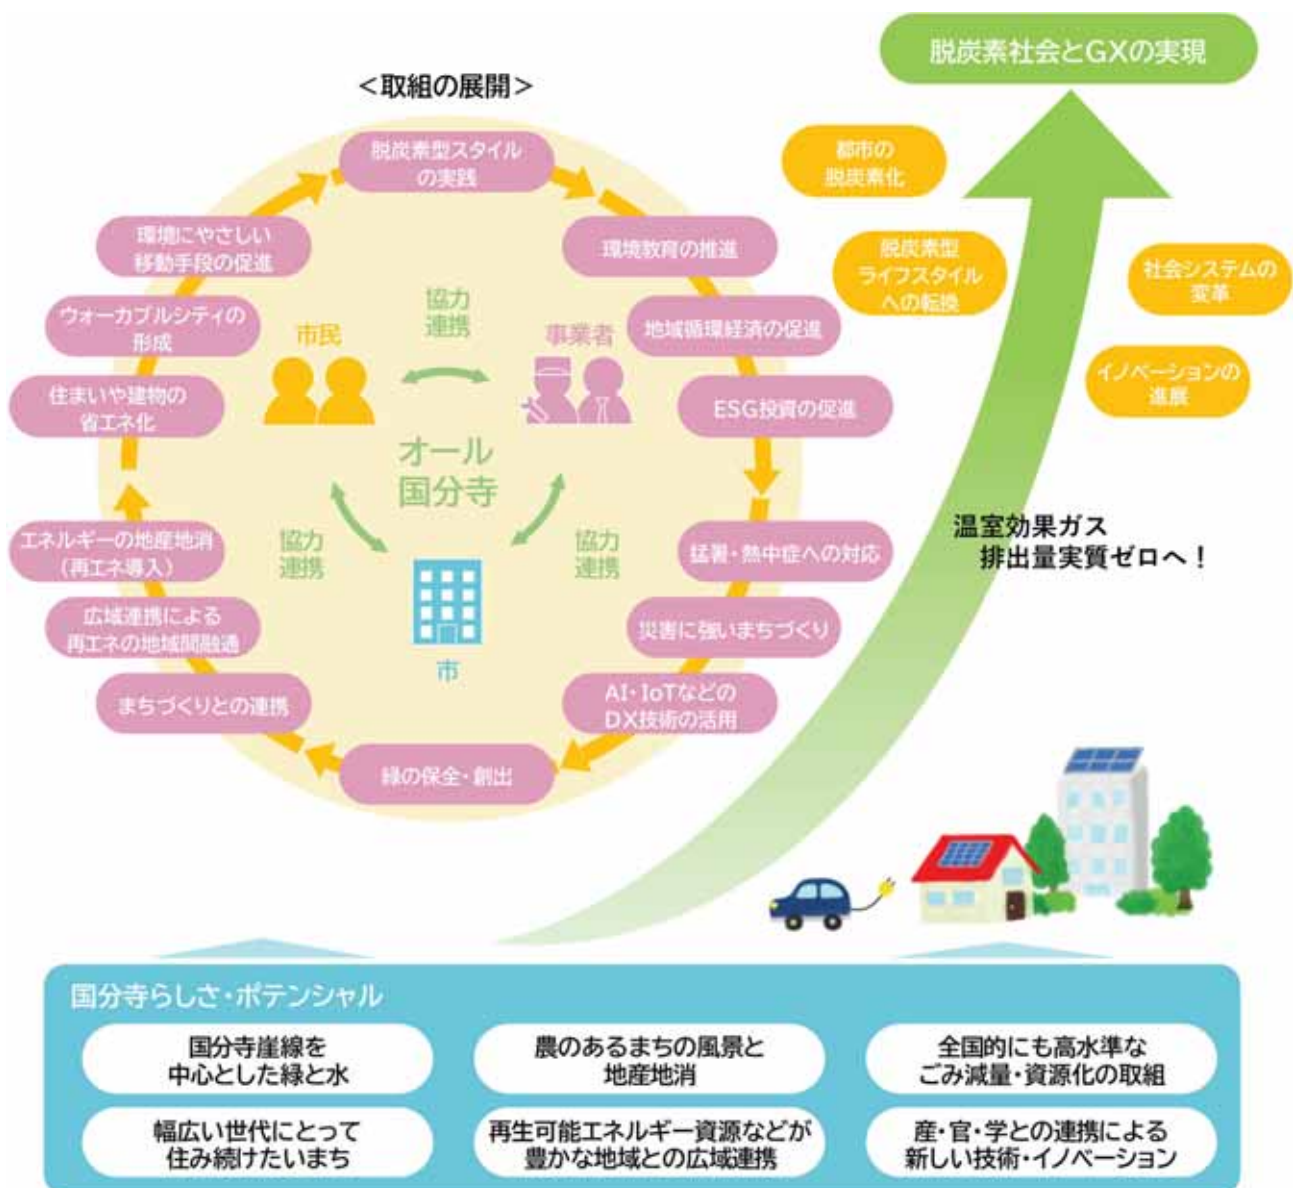 脱炭素社会とGXの実現
<取組の展開>
脱炭素型スタイル
の実践
環境教育の推進
地域循環経済の促進
ESG投資の促進
猛暑・熱中症への対応
災害に強いまちづくり
AI・IoTなどの
DX技術の活用
緑の保全・創出
まちづくりとの連携
広域連携による
再エネの地域間融通
エネルギーの地産地消
(再エネ導入)
住まいや建物の
省エネ化
ウォーカブルシティの
形成
環境にやさしい
移動手段の促進
市民
協力
連携
事業者
オール
国分寺
協力
連携
協力
連携
市
都市の
脱炭素化
脱炭素型
ライフスタイル
への転換
社会システムの
変革
イノベーションの
進展
温室効果ガス
排出量実質ゼロへ！
国分寺らしさ・ポテンシャル
国分寺崖線を
中心とした緑と水
農のあるまちの風景と
地産地消
全国的にも高水準な
ごみ減量・資源化の取組
幅広い世代にとって
住み続けたいまち
再生可能エネルギー資源などが
豊かな地域との広域連携
産・官・学との連携による
新しい技術・イノベーション